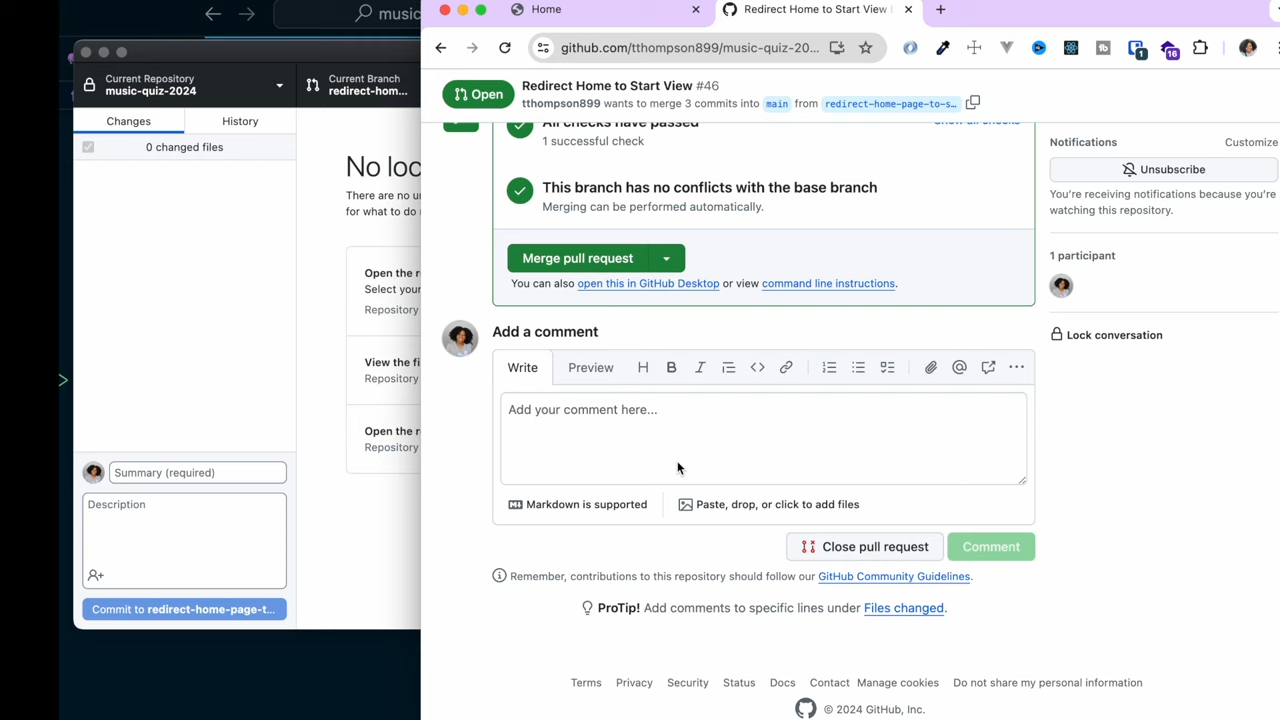 music
Home
Redirect Home to Start View
github.com/tthompson899/music-quiz-20...
1
16
Current Repository
music-quiz-2024
Current Branch
redirect-hom...
Open
Redirect Home to Start View #46
tthompson899 wants to merge 3 commits into main from redirect-home-page-to-s...
Changes
History
0 changed files
No loc
There are no u
for what to do
Open the r
Select your
Repository
View the fi
Repository
Open the r
Repository
Summary (required)
Description
Commit to redirect-home-page-t...
All checks have passed
Show all checks
1 successful check
This branch has no conflicts with the base branch
Merging can be performed automatically.
Merge pull request
You can also open this in GitHub Desktop or view command line instructions.
Notifications
Customize
Unsubscribe
You're receiving notifications because you're
watching this repository.
1 participant
Lock conversation
Add a comment
Write
Preview
Add your comment here...
Markdown is supported
Paste, drop, or click to add files
Close pull request
Comment
Remember, contributions to this repository should follow our GitHub Community Guidelines.
ProTip! Add comments to specific lines under Files changed.
Terms
Privacy
Security
Status
Docs
Contact
Manage cookies
Do not share my personal information
© 2024 GitHub, Inc.